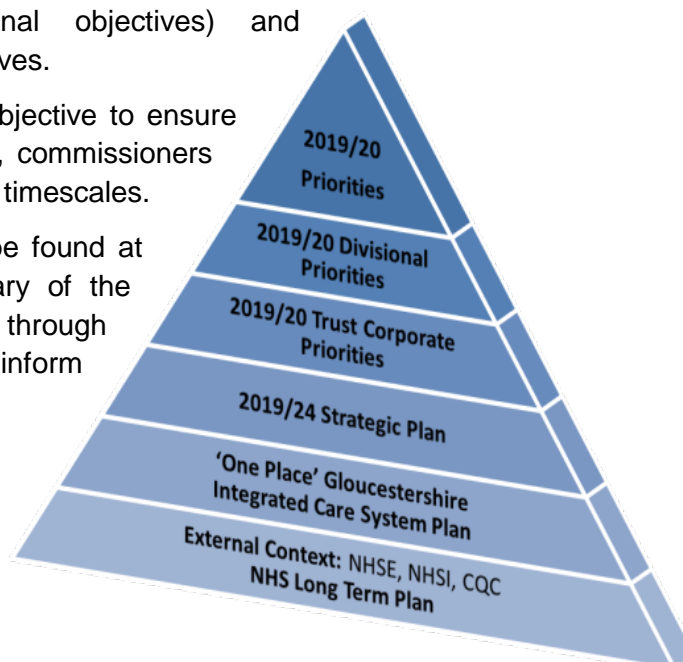 nal objectives) and
ves.
bjective to ensure
, commissioners
timescales.
be found at
ary of the
through
inform
2019/20
Priorities
2019/20 Divisional
Priorities
2019/20 Trust Corporate
Priorities
2019/24 Strategic Plan
‘One Place’ Gloucestershire
Integrated Care System Plan
External Context: NHSE, NHSI, CQC
NHS Long Term Plan